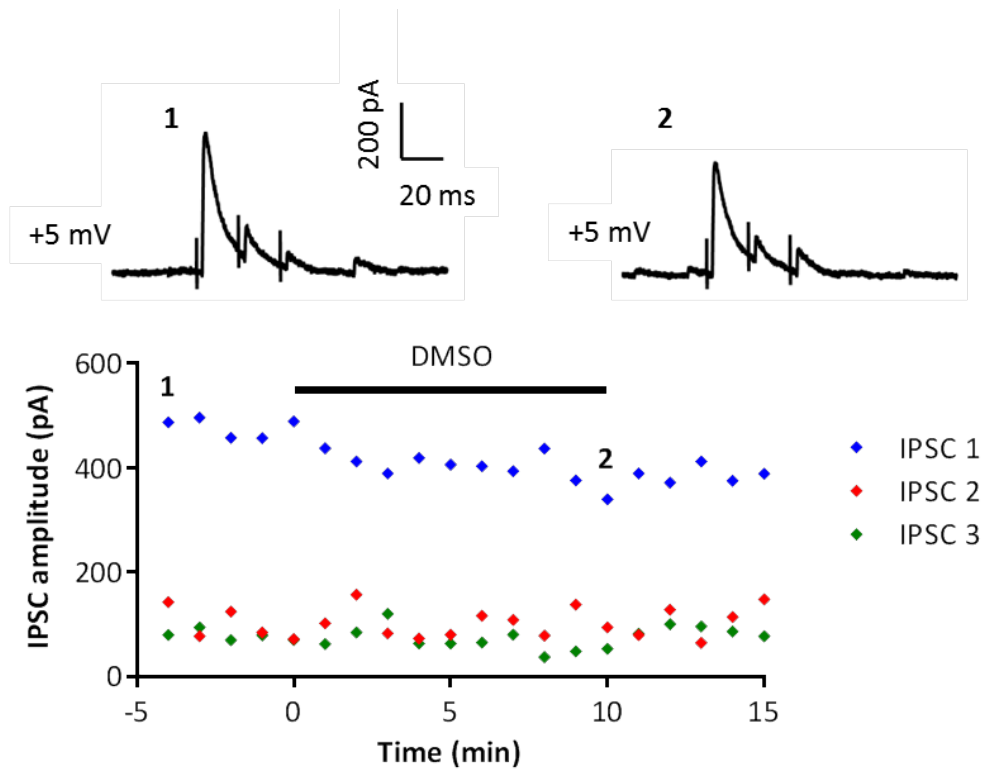 1
200 pA
20 ms
+5 mV
2
+5 mV
DMSO
1
2
600
400
200
0
IPSC amplitude (pA)
-5
0
5
10
15
Time (min)
IPSC 1
IPSC 2
IPSC 3